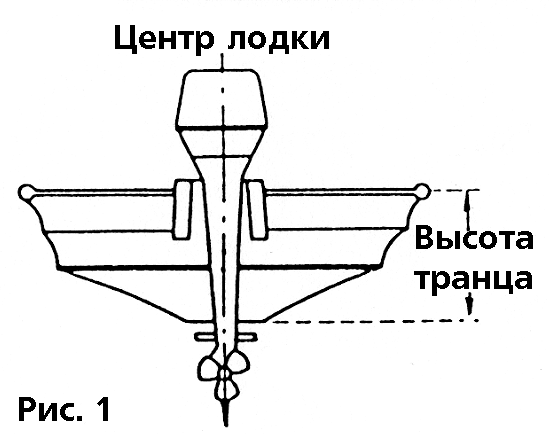 Центр лодки
Высота
транца
Рис. 1